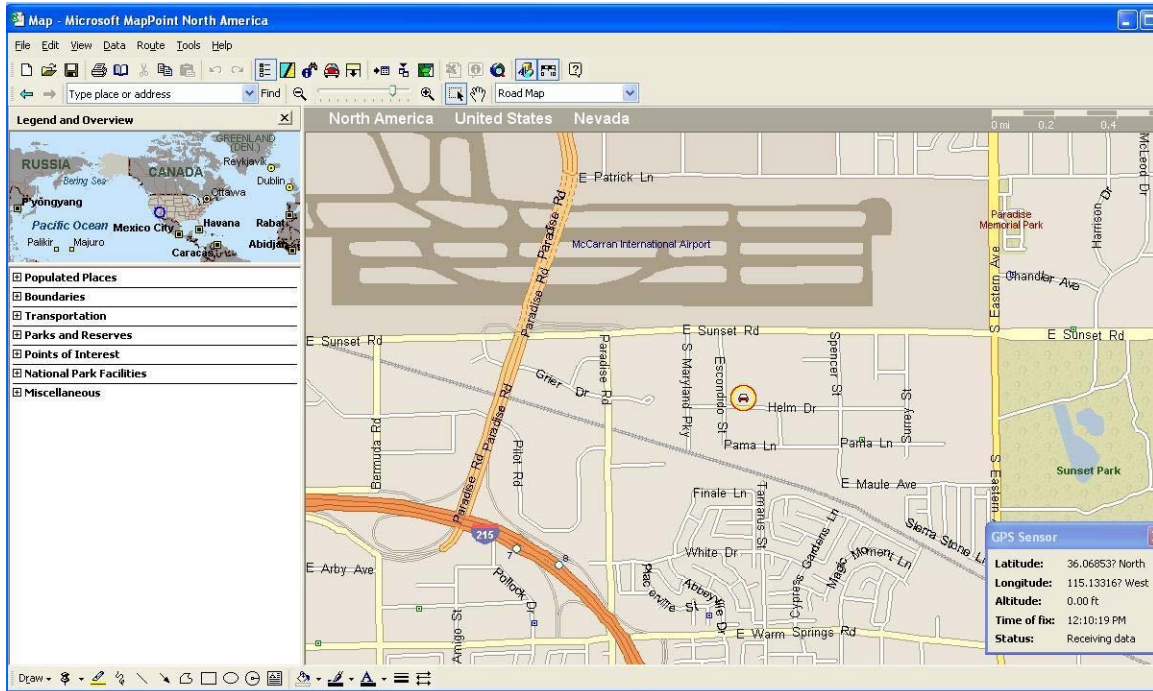 Map - Microsoft MapPoint North America
File Edit View Data Route Tools Help
Type place or address
Find
Road Map
Legend and Overview
North America United States Nevada
0 mi 0.2 0.4
RUSSIA
Bering Sea
CANADA
GREENLAND
(DEN.)
Reykjavik
Ottawa
Dublin
P'yongyang
Pacific Ocean
Mexico City
Havana
Rabat
Palikir
Majuro
Caracas
Abidjan
Populated Places
Boundaries
Transportation
Parks and Reserves
Points of Interest
National Park Facilities
Miscellaneous
E Patrick Ln
McLeod Dr
Harrison Dr
Paradise
Memorial Park
McCarran International Airport
Paradise Rd
Paradise Rd
Paradise Rd
S Eastern Ave
Chandler Ave
E Sunset Rd
E Sunset Rd
E Sunset Rd
Paradise Rd
S Maryland Pky
Escondido St
Spencer St
Surrey St
Grier Dr
Helm Dr
Bermuda Rd
Paradise Rd
Paradise Rd
Paradise Rd
Pilot Rd
Pama Ln
Pama Ln
Sunset Park
S Eastern
E Maule Ave
Finale Ln
Tamarus St
Sierra Stone Ln
215
7
8
White Dr
Cypress Gardens Ln
Magic Moment Ln
E Arby Ave
Pollock Dr
Placerville St
Abbeyville Dr
Amigo St
E Warm Springs Rd
GPS Sensor
Latitude: 36.06853? North
Longitude: 115.13316? West
Altitude: 0.00 ft
Time of fix: 12:10:19 PM
Status: Receiving data
Draw